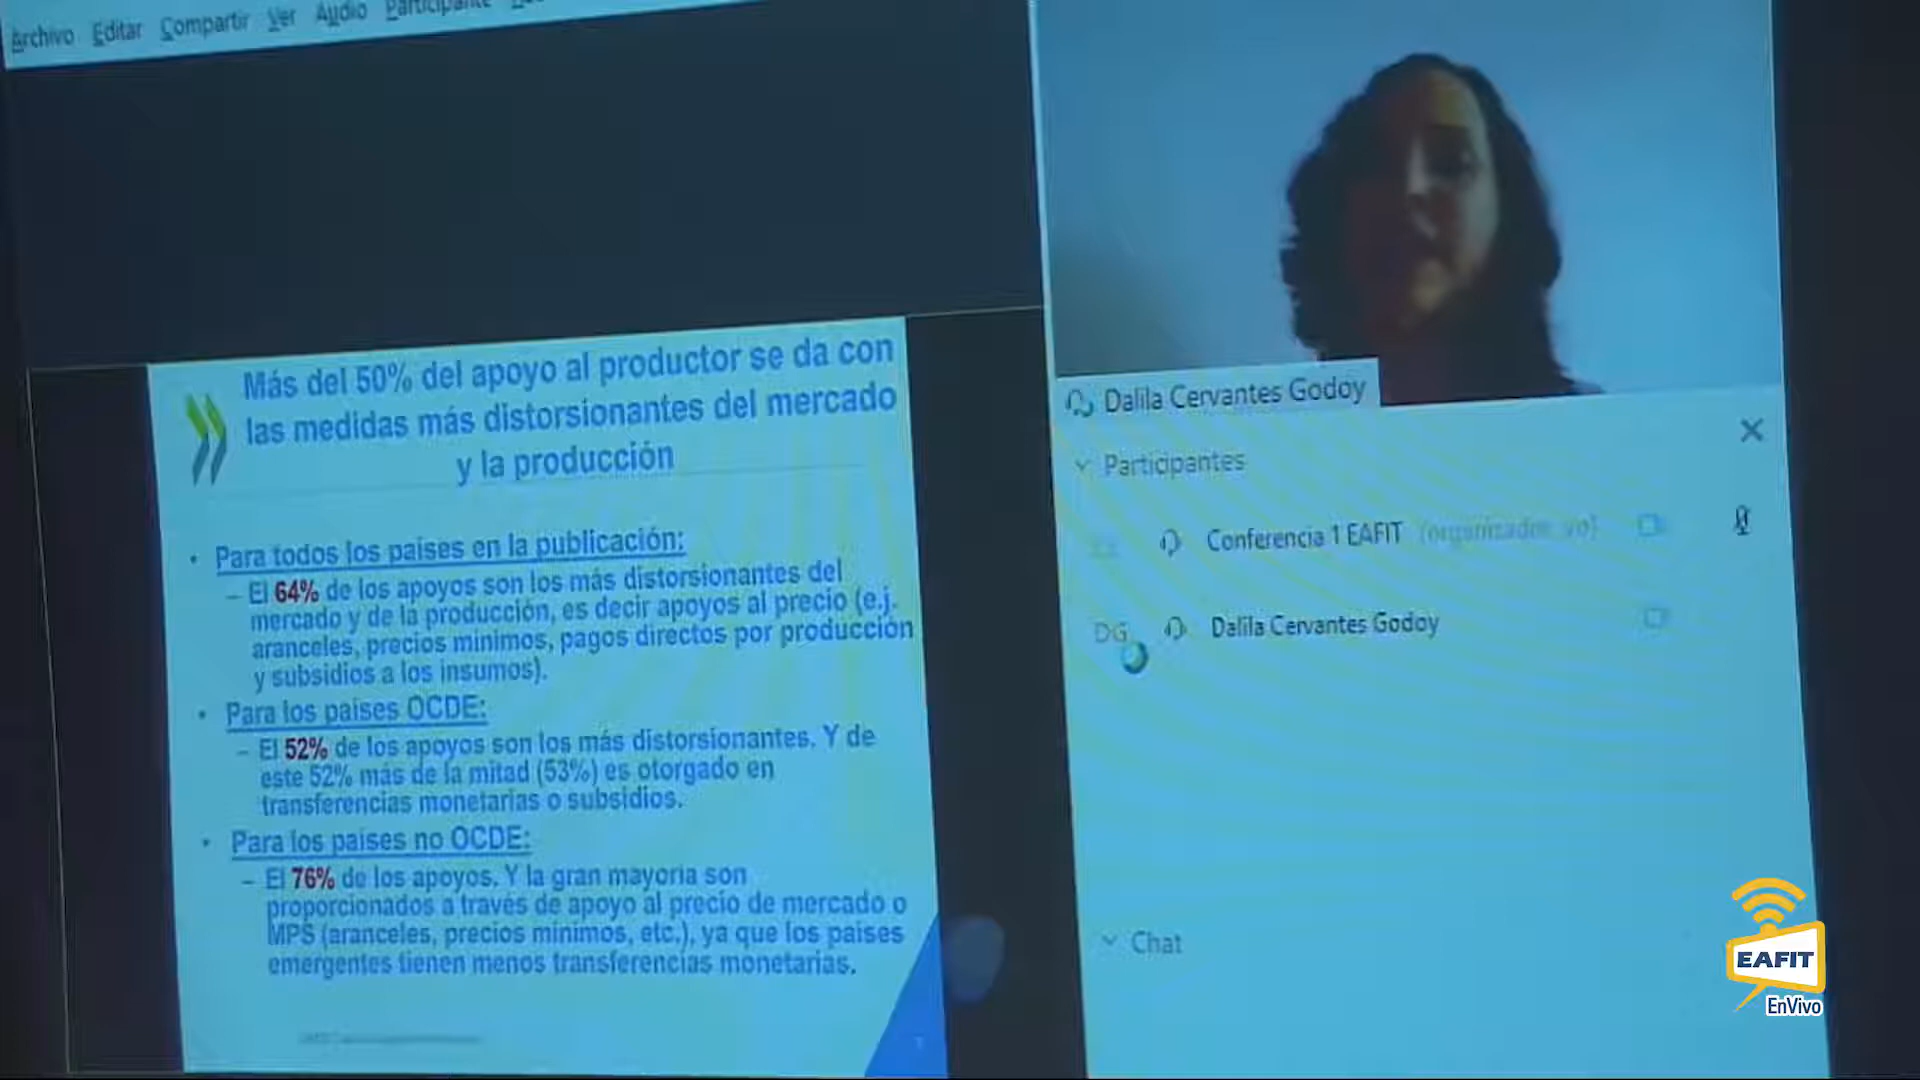 Archivo Editar Compartir Ver Audio Participante
Más del 50% del apoyo al productor se da con
las medidas más distorsionantes del mercado
y la producción
• Para todos los países en la publicación:
– El 64% de los apoyos son los más distorsionantes del
mercado y de la producción, es decir apoyos al precio (e.j.
aranceles, precios mínimos, pagos directos por producción
y subsidios a los insumos).
• Para los países OCDE:
– El 52% de los apoyos son los más distorsionantes. Y de
este 52% más de la mitad (53%) es otorgado en
transferencias monetarias o subsidios.
• Para los países no OCDE:
– El 76% de los apoyos. Y la gran mayoría son
proporcionados a través de apoyo al precio de mercado o
MPS (aranceles, precios mínimos, etc.), ya que los países
emergentes tienen menos transferencias monetarias.
Dalila Cervantes Godoy
Participantes
Conferencia 1 EAFIT (organizador, yo)
DG Dalila Cervantes Godoy
Chat
EAFIT
EnVivo